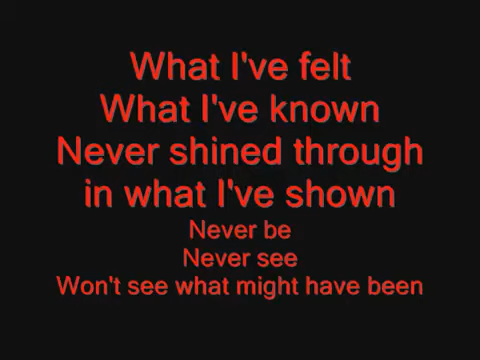 What I've felt
What I've known
Never shined through
in what I've shown
Never be
Never see
Won't see what might have been